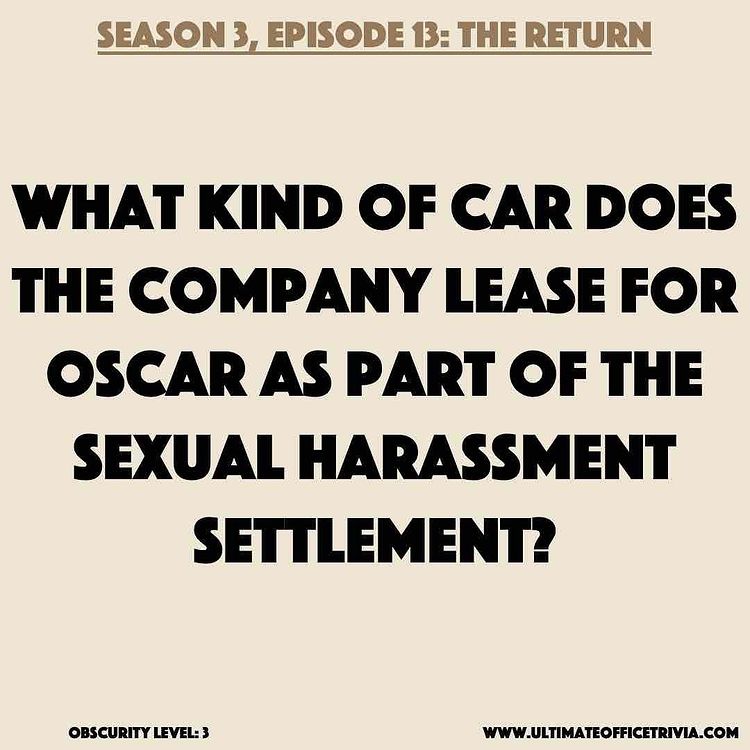 SEASON 3, EPISODE 13: THE RETURN
WHAT KIND OF CAR DOES
THE COMPANY LEASE FOR
OSCAR AS PART OF THE
SEXUAL HARASSMENT
SETTLEMENT?
OBSCURITY LEVEL: 3
WWW.ULTIMATEOFFICETRIVIA.COM